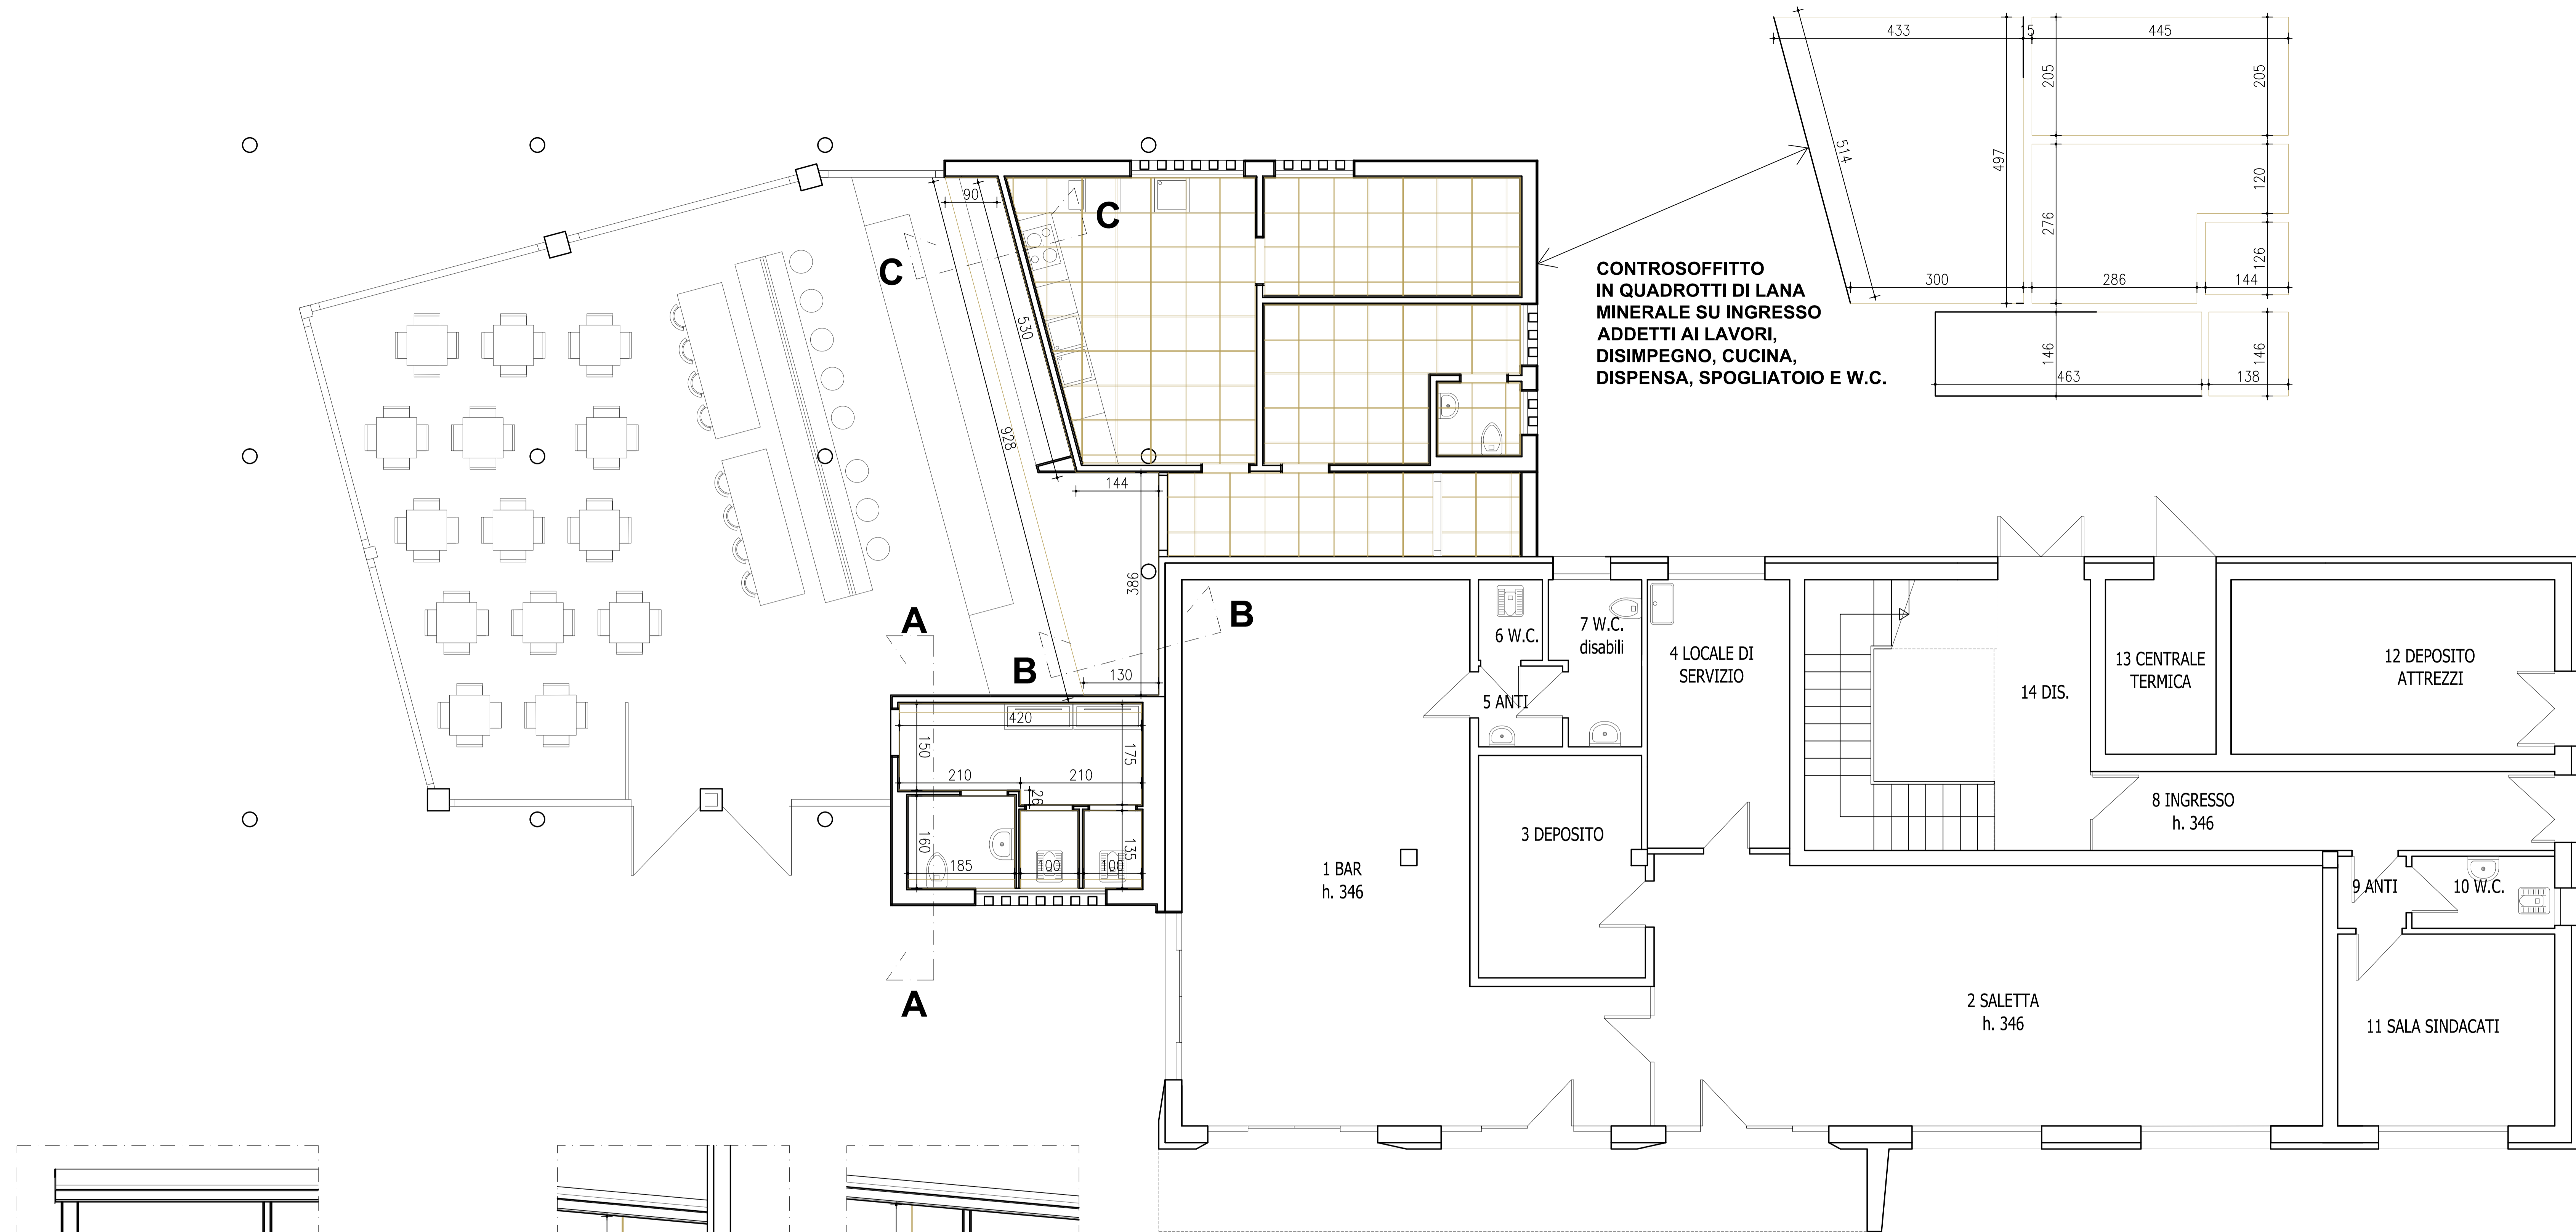 433
15
445
205
205
514
497
120
276
126
300
286
144
146
146
463
138
CONTROSOFFITTO
IN QUADROTTI DI LANA
MINERALE SU INGRESSO
ADDETTI AI LAVORI,
DISIMPEGNO, CUCINA,
DISPENSA, SPOGLIATOIO E W.C.
90
C
C
530
928
144
386
130
A
B
B
420
150
175
210
210
26
160
135
185
100
100
A
6 W.C.
7 W.C.
disabili
5 ANTI
4 LOCALE DI
SERVIZIO
3 DEPOSITO
1 BAR
h. 346
14 DIS.
13 CENTRALE
TERMICA
12 DEPOSITO
ATTREZZI
8 INGRESSO
h. 346
9 ANTI
10 W.C.
2 SALETTA
h. 346
11 SALA SINDACATI